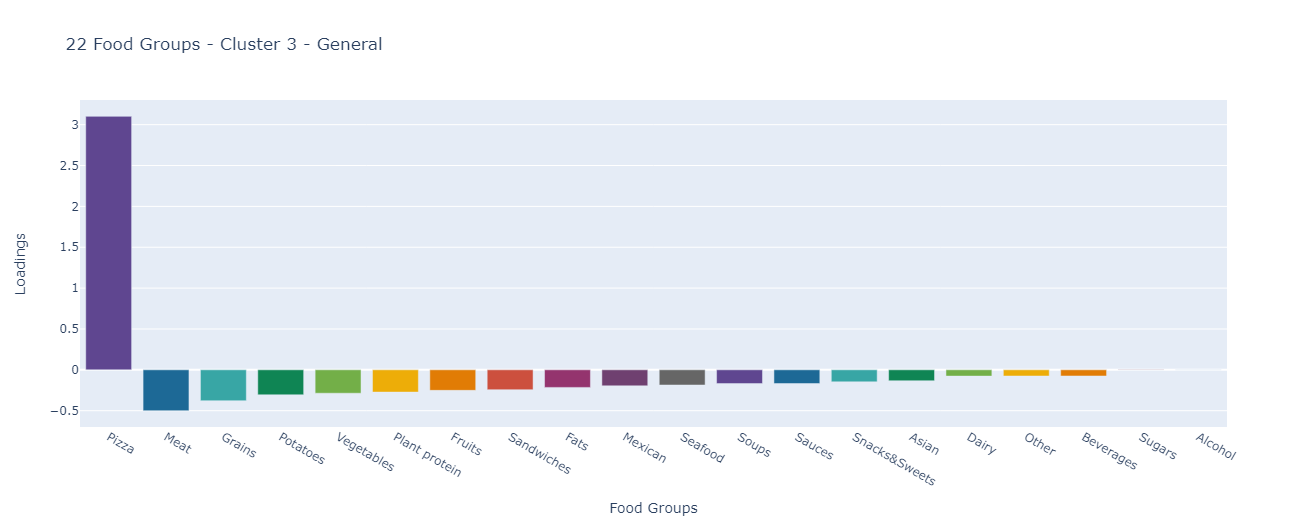 22 Food Groups - Cluster 3 - General
3
2.5
2
1.5
1
0.5
0
−0.5
Loadings
Pizza
Meat
Grains
Potatoes
Vegetables
Plant protein
Fruits
Sandwiches
Fats
Mexican
Seafood
Soups
Sauces
Snacks&Sweets
Asian
Dairy
Other
Beverages
Sugars
Alcohol
Food Groups